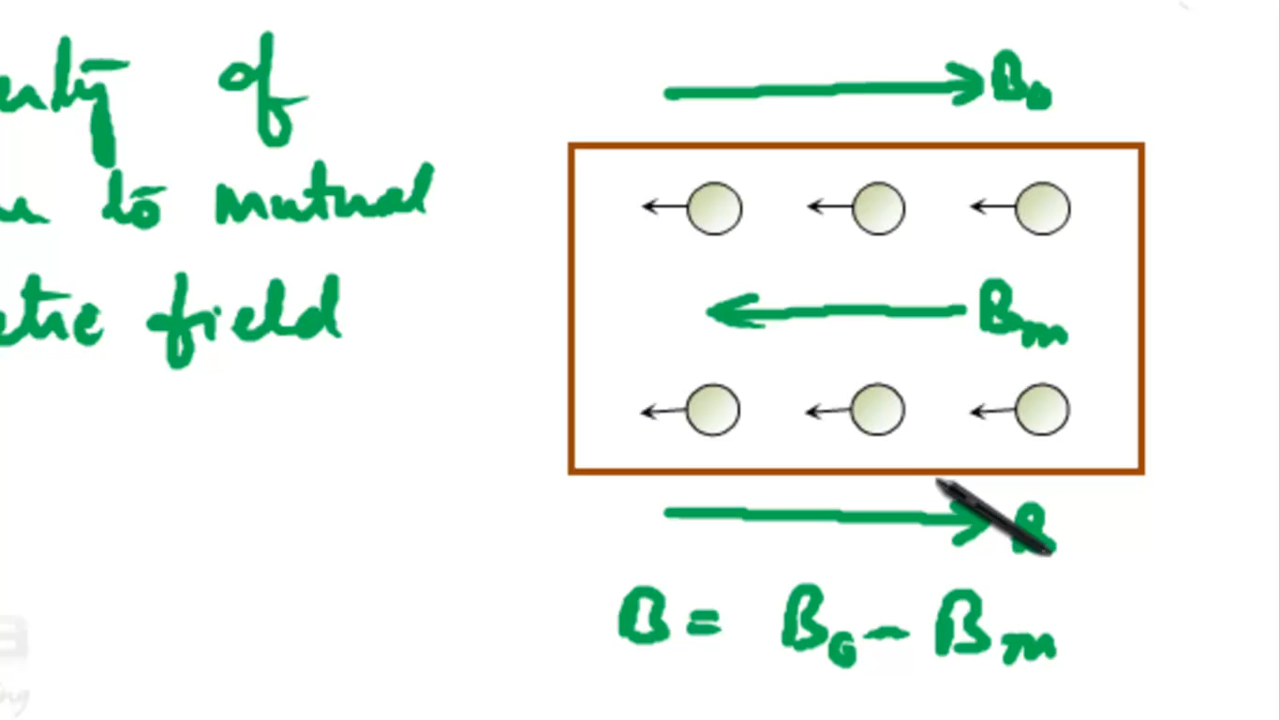 of
to mutual
field
B₀
Bₘ
B = B₀ - Bₘ